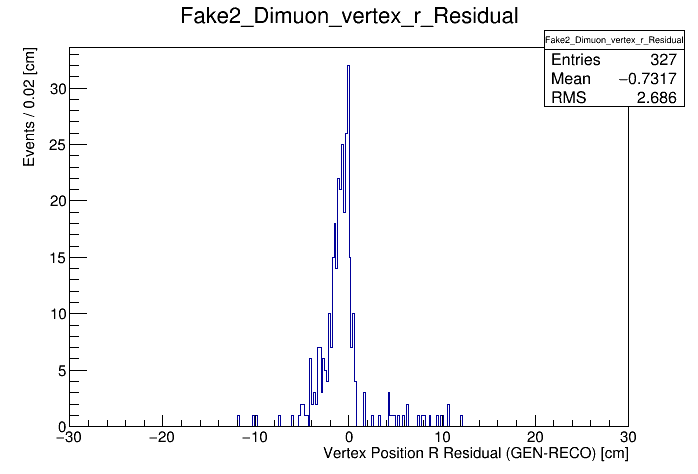 Fake2_Dimuon_vertex_r_Residual
Fake2_Dimuon_vertex_r_Residual
Entries 327
Mean −0.7317
RMS 2.686
Events / 0.02 [cm]
30
25
20
15
10
5
0
−30 −20 −10 0 10 20 30
Vertex Position R Residual (GEN-RECO) [cm]